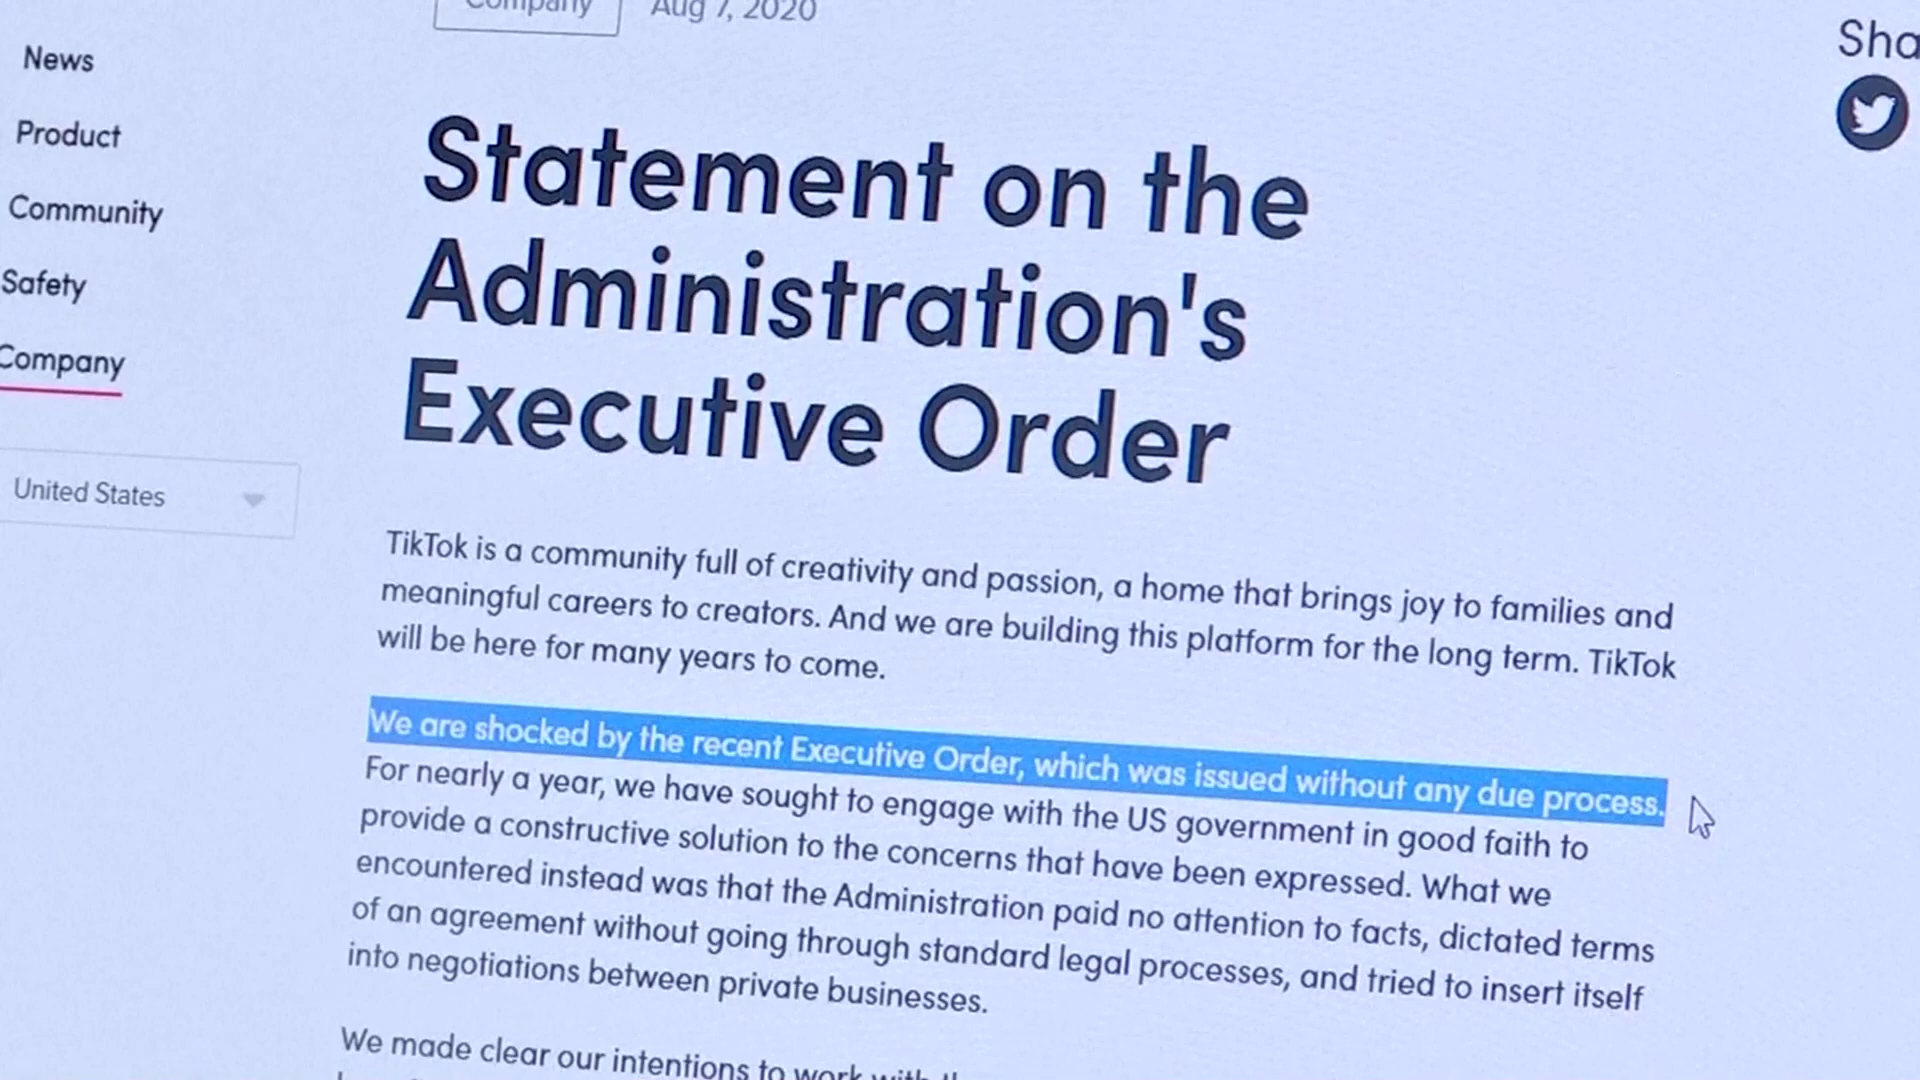 Company Aug 7, 2020
News
Product
Community
Safety
Company
United States
Sha
Statement on the
Administration's
Executive Order
TikTok is a community full of creativity and passion, a home that brings joy to families and
meaningful careers to creators. And we are building this platform for the long term. TikTok
will be here for many years to come.
We are shocked by the recent Executive Order, which was issued without any due process.
For nearly a year, we have sought to engage with the US government in good faith to
provide a constructive solution to the concerns that have been expressed. What we
encountered instead was that the Administration paid no attention to facts, dictated terms
of an agreement without going through standard legal processes, and tried to insert itself
into negotiations between private businesses.
We made clear our intentions to work with